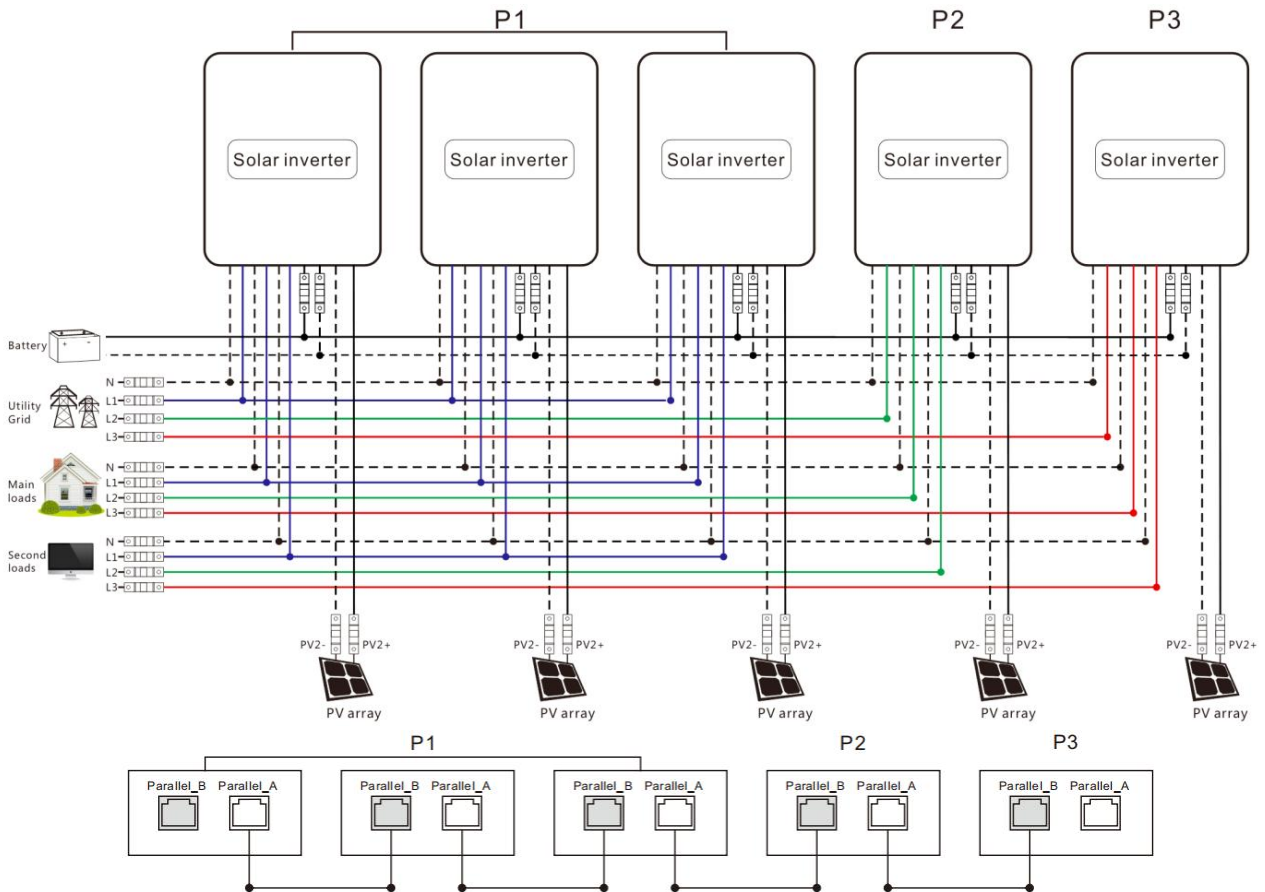 P1 P2 P3
Solar inverter Solar inverter Solar inverter Solar inverter Solar inverter
Battery
N
L1
Utility
Grid
L2
L3
N
Main
loads
L1
L2
L3
N
Second
loads
L1
L2
L3
PV2- PV2+ PV2- PV2+ PV2- PV2+ PV2- PV2+ PV2- PV2+
PV array PV array PV array PV array PV array
P1 P2 P3
Parallel_B Parallel_A Parallel_B Parallel_A Parallel_B Parallel_A Parallel_B Parallel_A Parallel_B Parallel_A